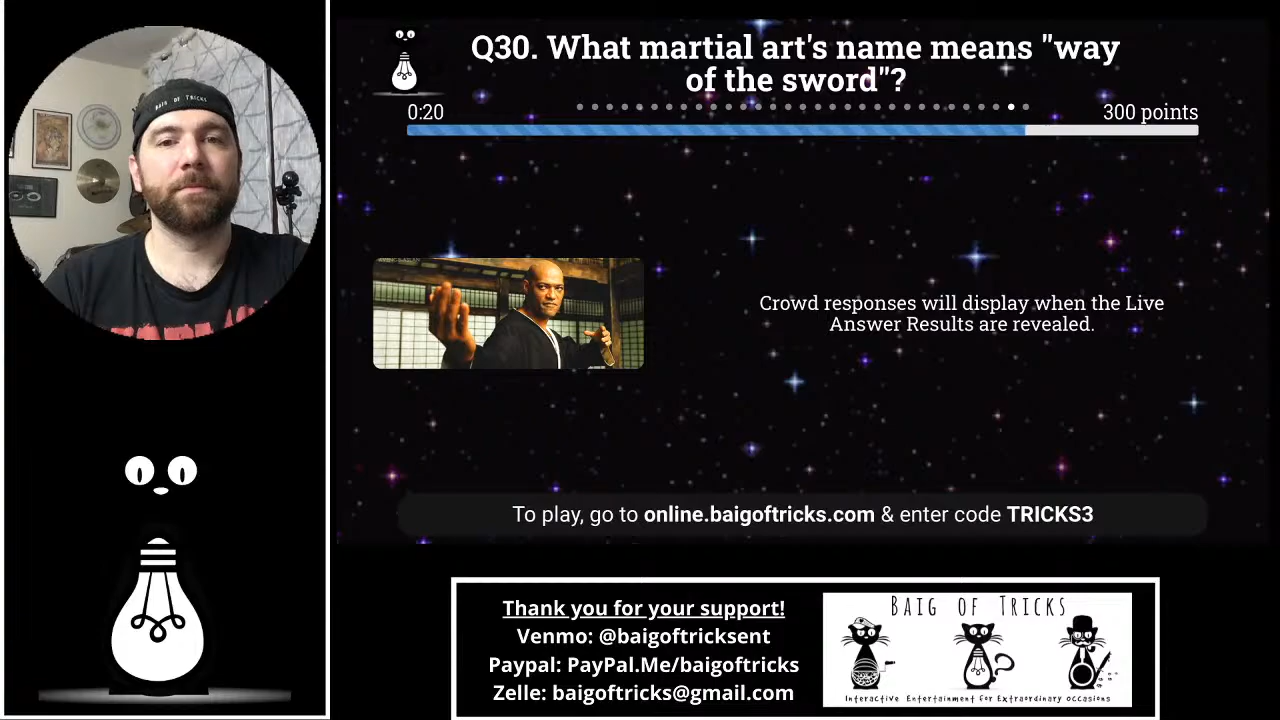 BAIG OF TRICKS
Q30. What martial art's name means "way
of the sword"?
0:20
300 points
Crowd responses will display when the Live
Answer Results are revealed.
To play, go to online.baigoftricks.com & enter code TRICKS3
Thank you for your support!
Venmo: @baigoftricksent
Paypal: PayPal.Me/baigoftricks
Zelle: baigoftricks@gmail.com
BAIG OF TRICKS
Interactive Entertainment for Extraordinary occasions